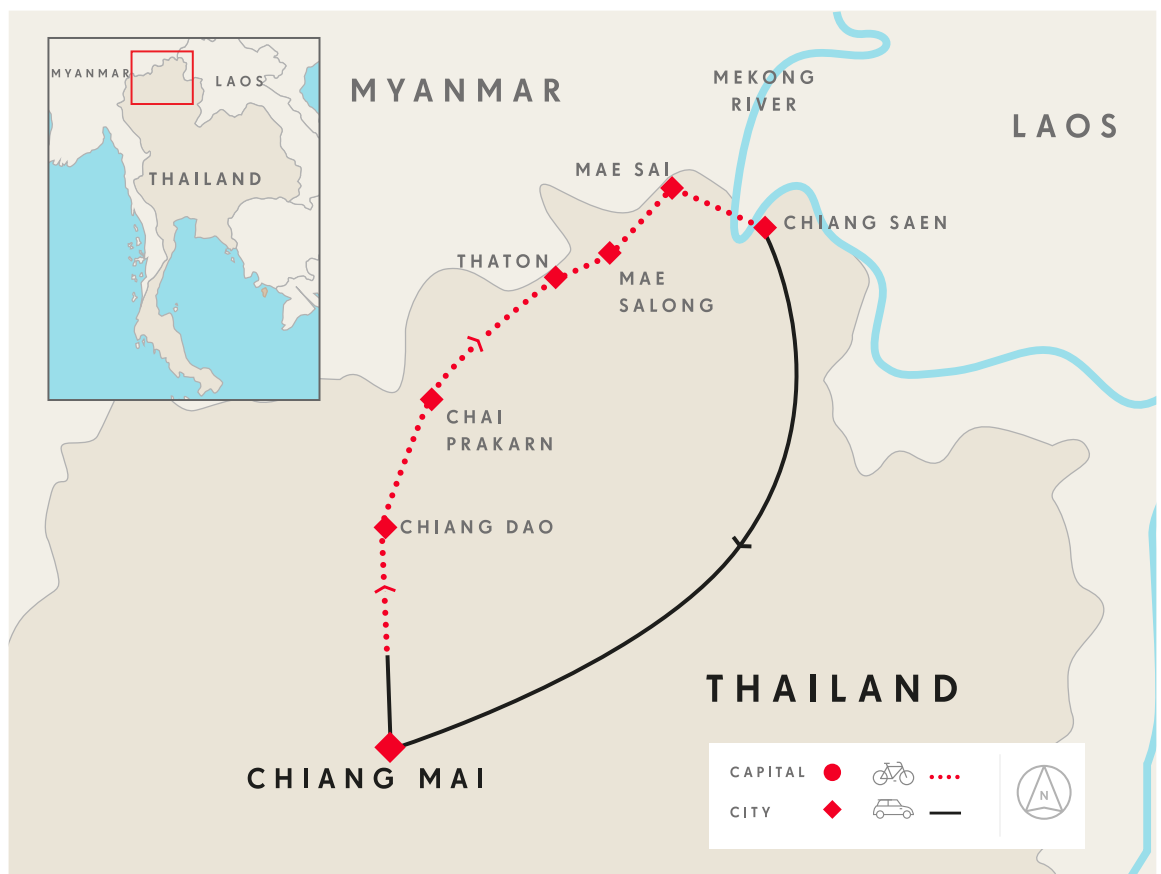 MYANMAR
LAOS
THAILAND
MYANMAR
MEKONG
RIVER
LAOS
MAE SAI
CHIANG SAEN
THATON
MAE
SALONG
CHAI
PRAKARN
CHIANG DAO
THAILAND
CHIANG MAI
CAPITAL
CITY
N